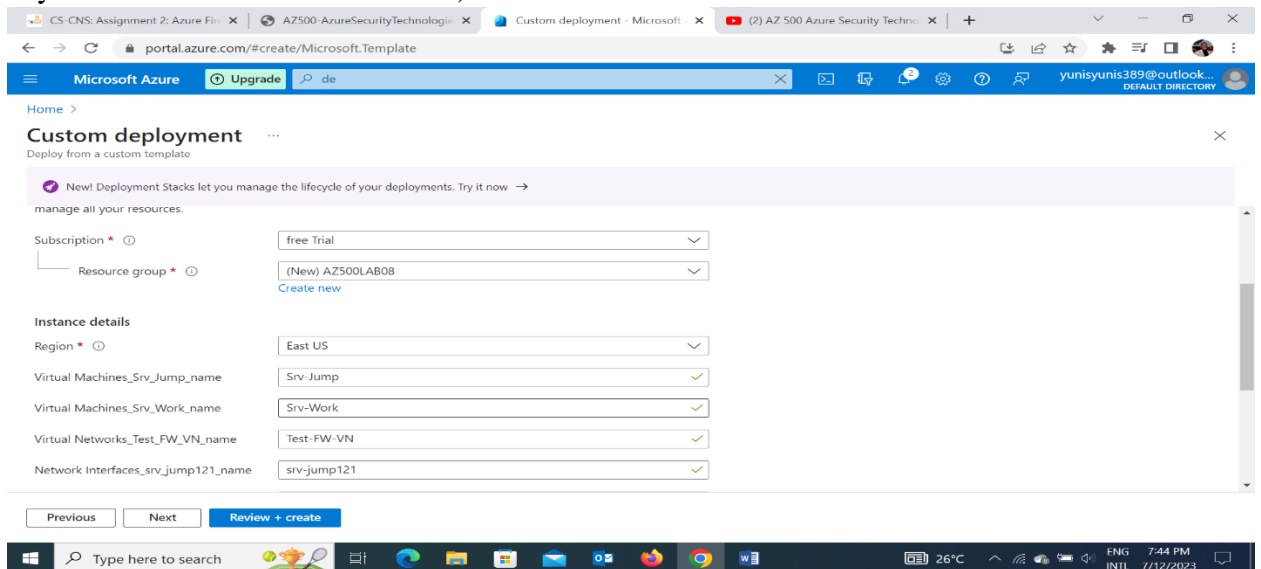 CS-CNS: Assignment 2: Azure Fire
AZ500-AzureSecurityTechnologie
Custom deployment - Microsoft A
(2) AZ 500 Azure Security Techno
portal.azure.com/#create/Microsoft.Template
Microsoft Azure
Upgrade
de
2
yunisyunis389@outlook...
DEFAULT DIRECTORY
Home >
Custom deployment ...
Deploy from a custom template
New! Deployment Stacks let you manage the lifecycle of your deployments. Try it now →
manage all your resources.
Subscription *
free Trial
Resource group *
(New) AZ500LAB08
Create new
Instance details
Region *
East US
Virtual Machines_Srv_Jump_name
Srv-Jump
Virtual Machines_Srv_Work_name
Srv-Work
Virtual Networks_Test_FW_VN_name
Test-FW-VN
Network Interfaces_srv_jump121_name
srv-jump121
Previous
Next
Review + create
Type here to search
26°C
ENG
INTL
7:44 PM
7/12/2023